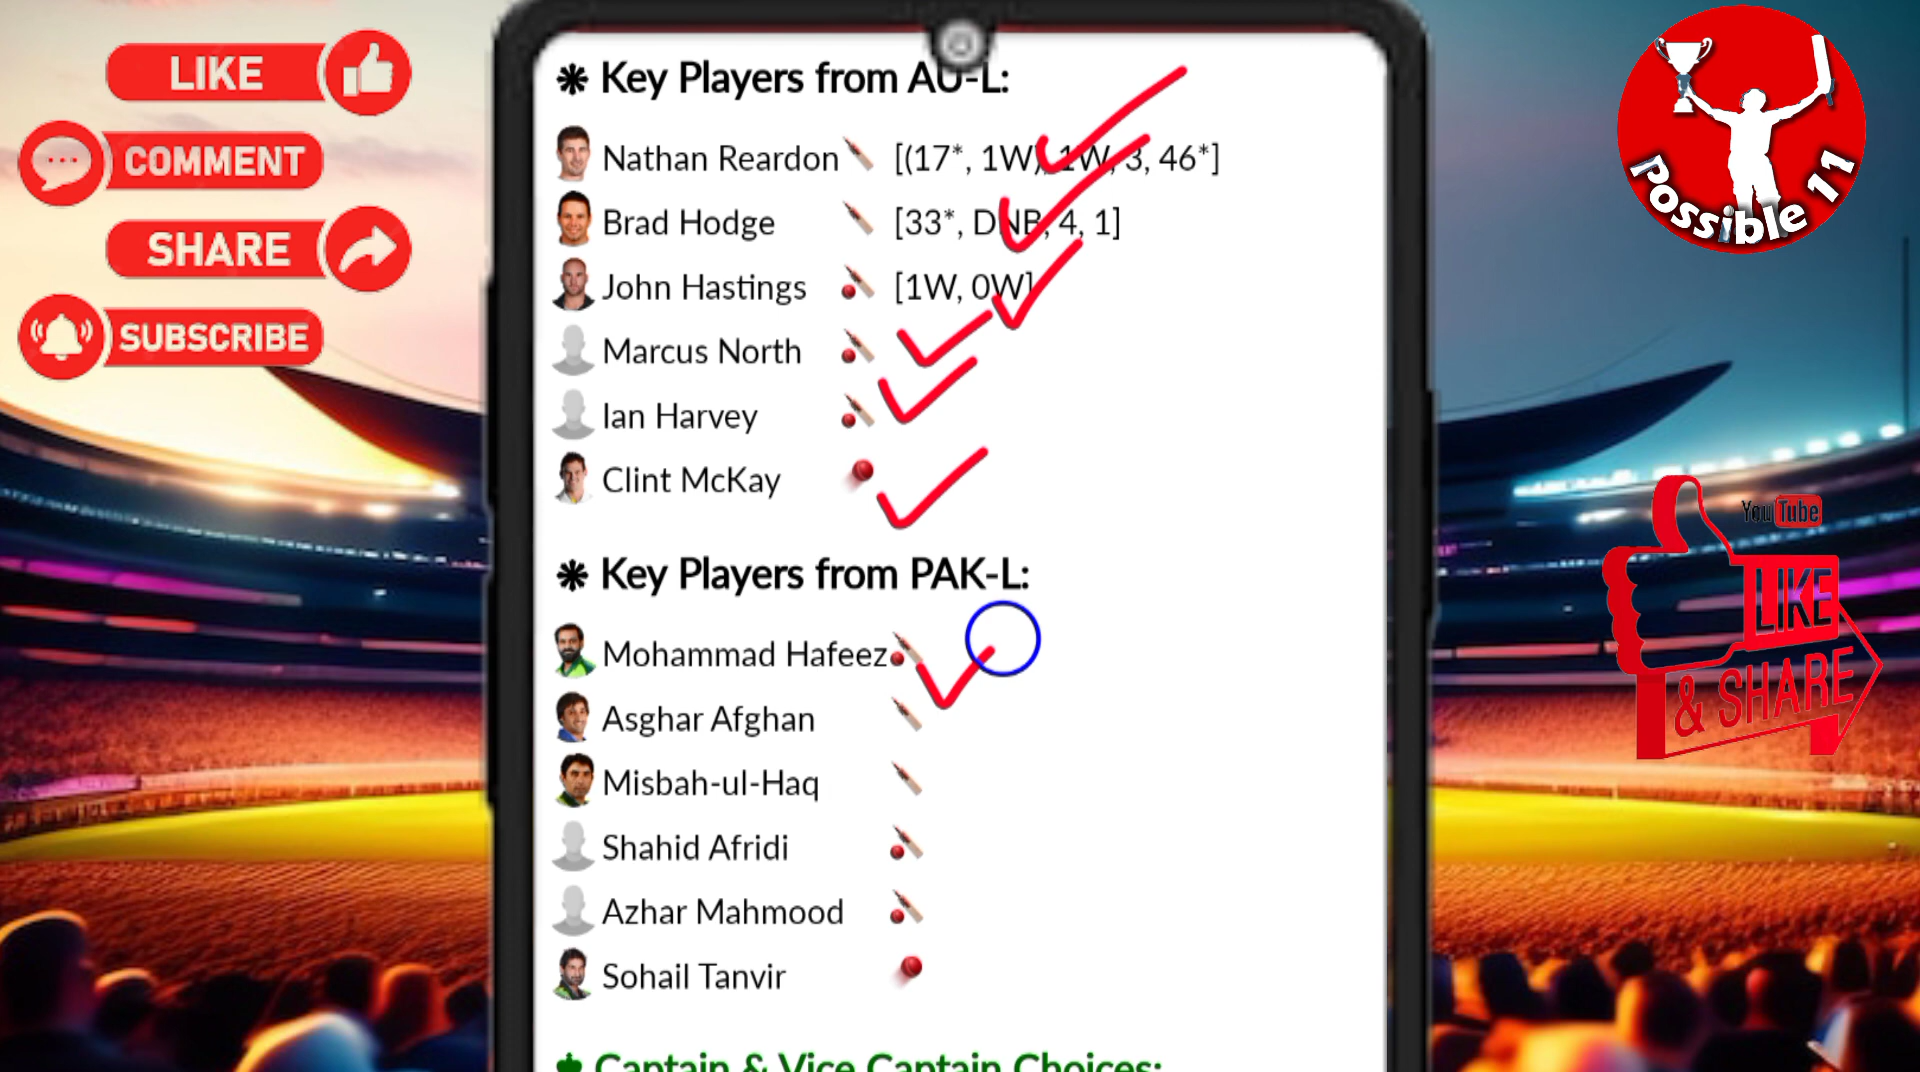 LIKE
COMMENT
SHARE
SUBSCRIBE
Key Players from AU-L:
Nathan Reardon [(17*, 1W), 1W, 3, 46*]
Brad Hodge [33*, DNB, 4, 1]
John Hastings [1W, 0W]
Marcus North
Ian Harvey
Clint McKay
Key Players from PAK-L:
Mohammad Hafeez
Asghar Afghan
Misbah-ul-Haq
Shahid Afridi
Azhar Mahmood
Sohail Tanvir
Captain & Vice Captain Choices:
Possible 11
YouTube
LIKE
& SHARE